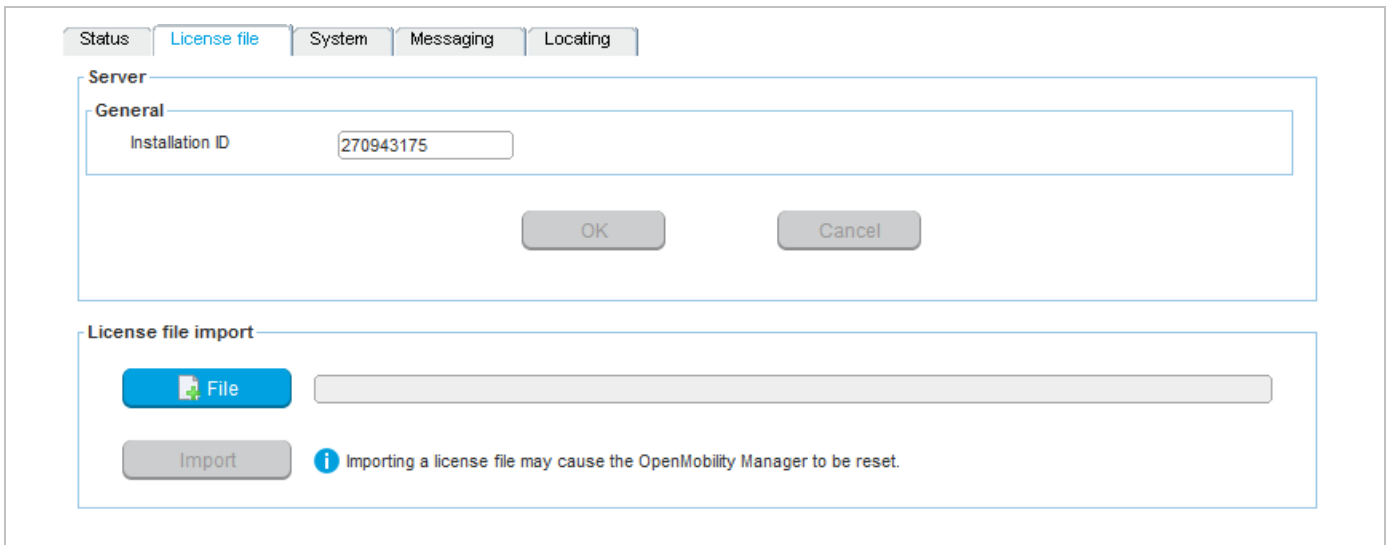 Status License file System Messaging Locating
Server
General
Installation ID 270943175
OK Cancel
License file import
File
Import i Importing a license file may cause the OpenMobility Manager to be reset.